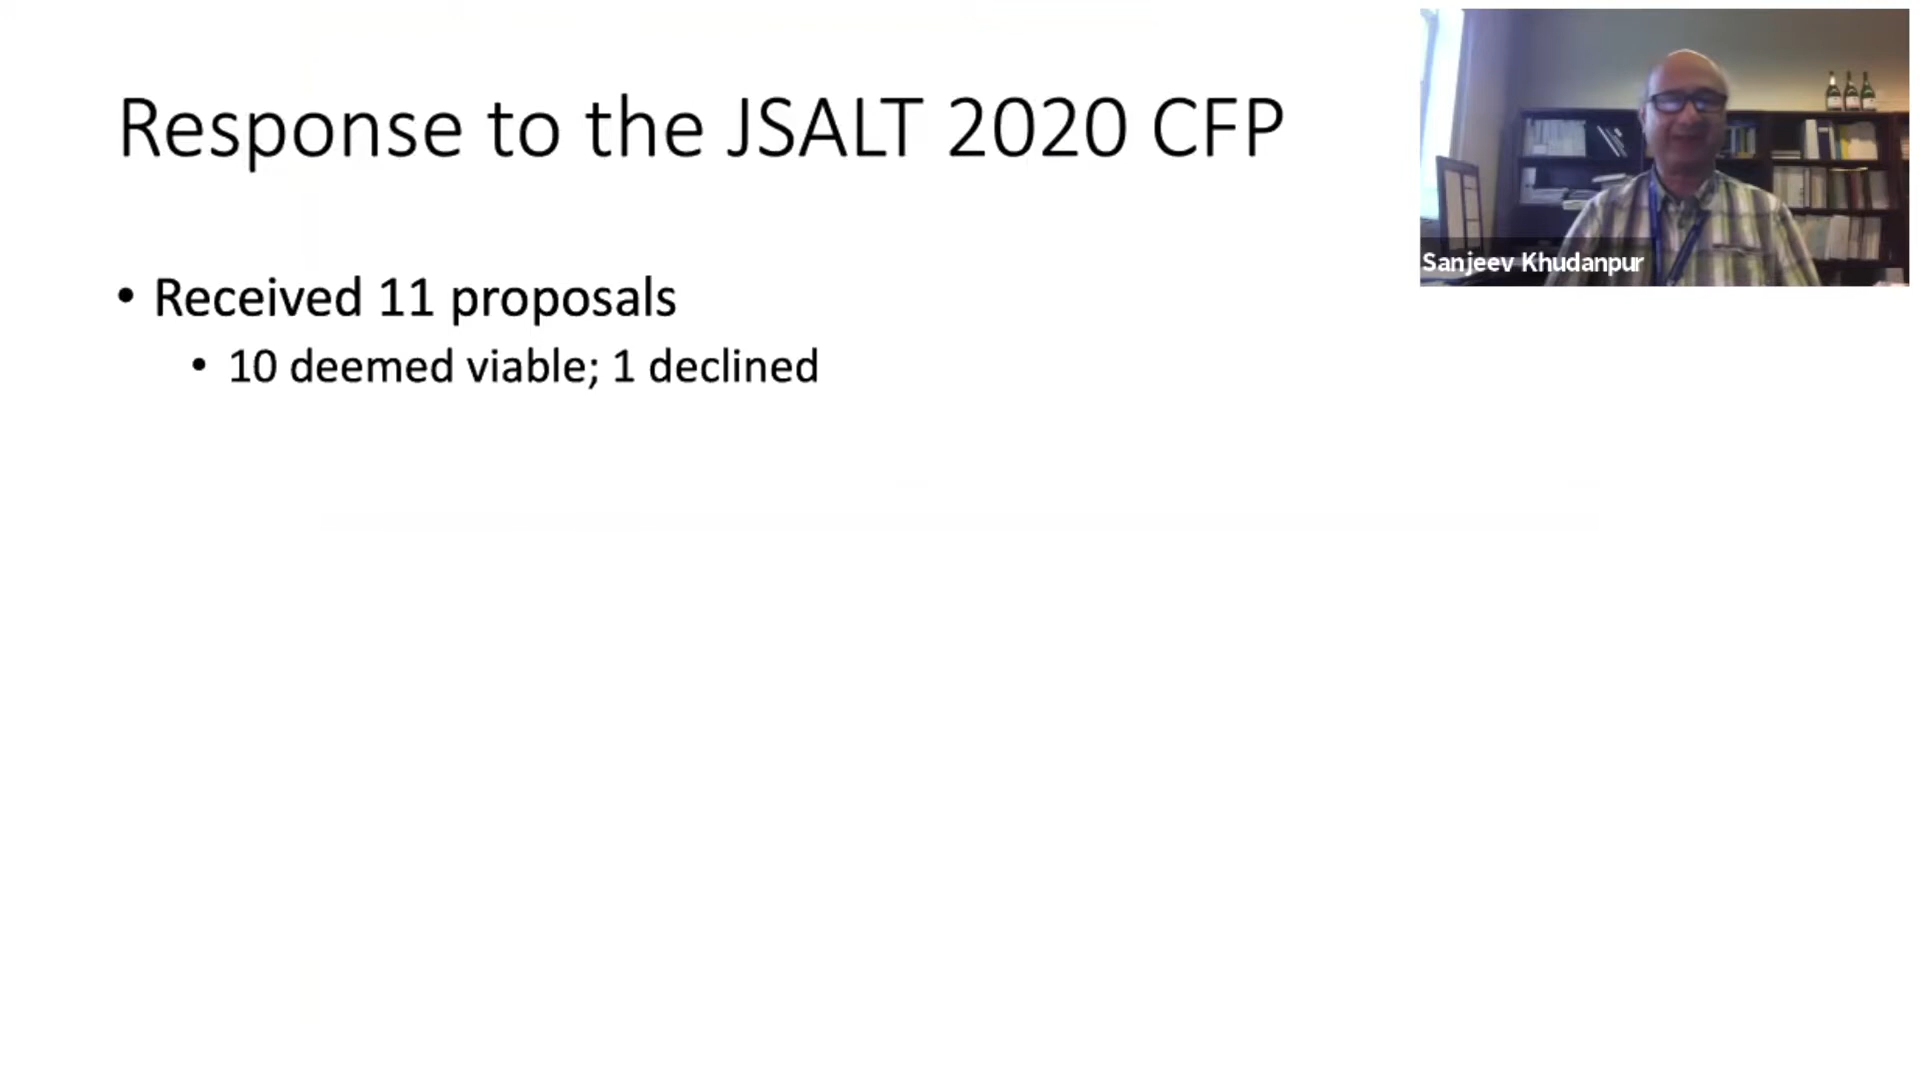 Response to the JSALT 2020 CFP
• Received 11 proposals
• 10 deemed viable; 1 declined
Sanjeev Khudanpur